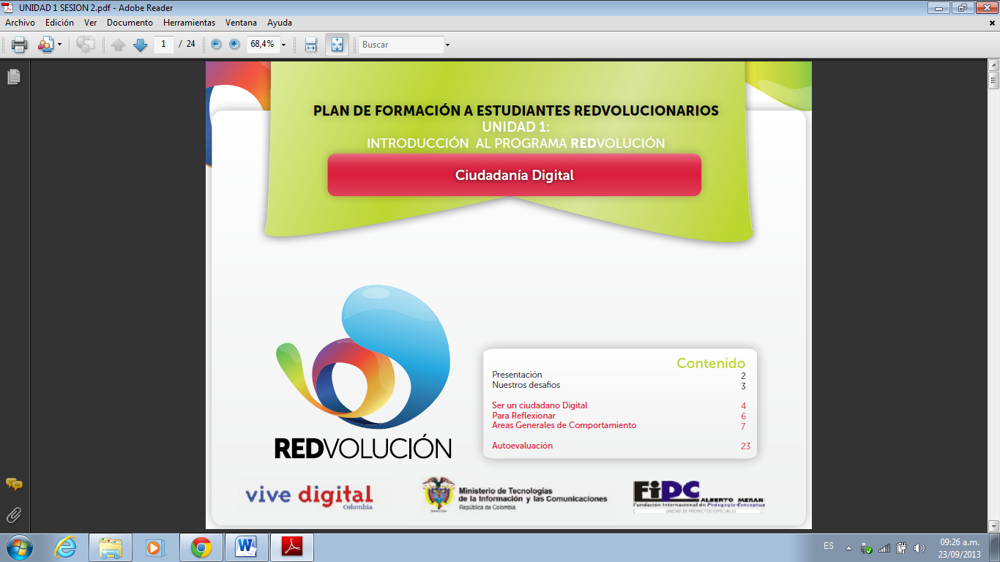 UNIDAD 1 SESION 2.pdf - Adobe Reader
Archivo Edición Ver Documento Herramientas Ventana Ayuda
1 / 24 68,4% Buscar
PLAN DE FORMACIÓN A ESTUDIANTES REDVOLUCIONARIOS
UNIDAD 1:
INTRODUCCIÓN AL PROGRAMA REDVOLUCIÓN
Ciudadanía Digital
Contenido
Presentación 2
Nuestros desafios 3
Ser un ciudadano Digital 4
Para Reflexionar 6
Areas Generales de Comportamiento 7
Autoevaluación 23
REDVOLUCIÓN
vive digital
Colombia
Ministerio de Tecnologías
de la Información y las Comunicaciones
República de Colombia
FiPC
ALBERTO MERANI
Fundación Internacional de Pedagogía Conceptual
UNIDAD DE PROYECTOS ESPECIALES
ES
09:26 a.m.
23/09/2013